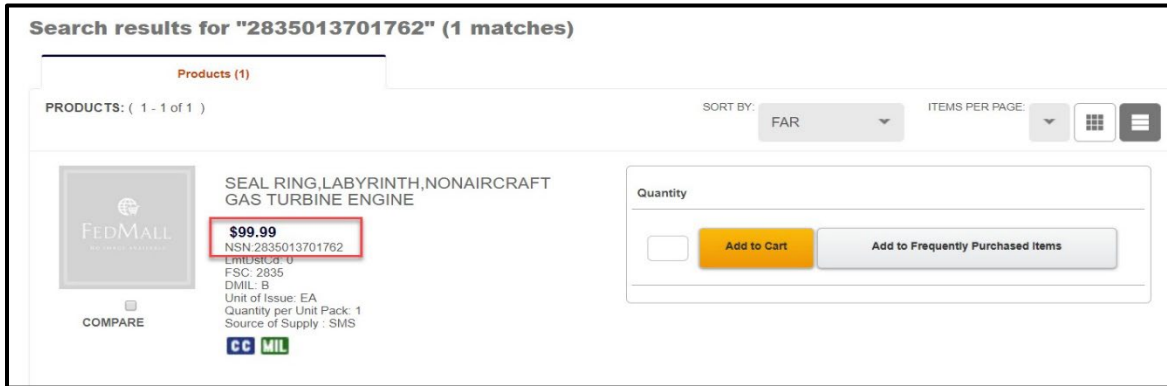 Search results for "2835013701762" (1 matches)
Products (1)
PRODUCTS: ( 1 - 1 of 1 )
SORT BY:
FAR
ITEMS PER PAGE:
FEDMALL
COMPARE
SEAL RING,LABYRINTH,NONAIRCRAFT
GAS TURBINE ENGINE
$99.99
NSN:2835013701762
LmtDstCd: 0
FSC: 2835
DMIL: B
Unit of Issue: EA
Quantity per Unit Pack: 1
Source of Supply : SMS
CC MIL
Quantity
Add to Cart
Add to Frequently Purchased Items